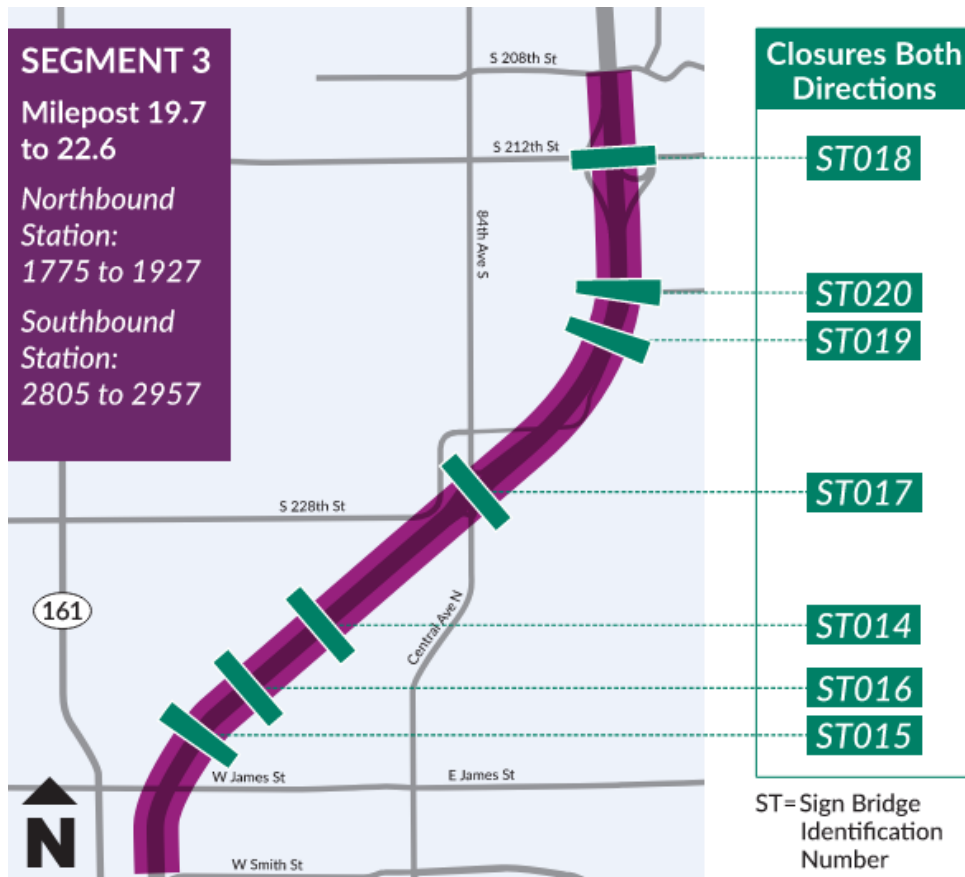 SEGMENT 3
Milepost 19.7
to 22.6
Northbound
Station:
1775 to 1927
Southbound
Station:
2805 to 2957
S 208th St
S 212th St
84th Ave S
S 228th St
161
Central Ave N
W James St
E James St
W Smith St
N
Closures Both
Directions
ST018
ST020
ST019
ST017
ST014
ST016
ST015
ST=Sign Bridge
Identification
Number